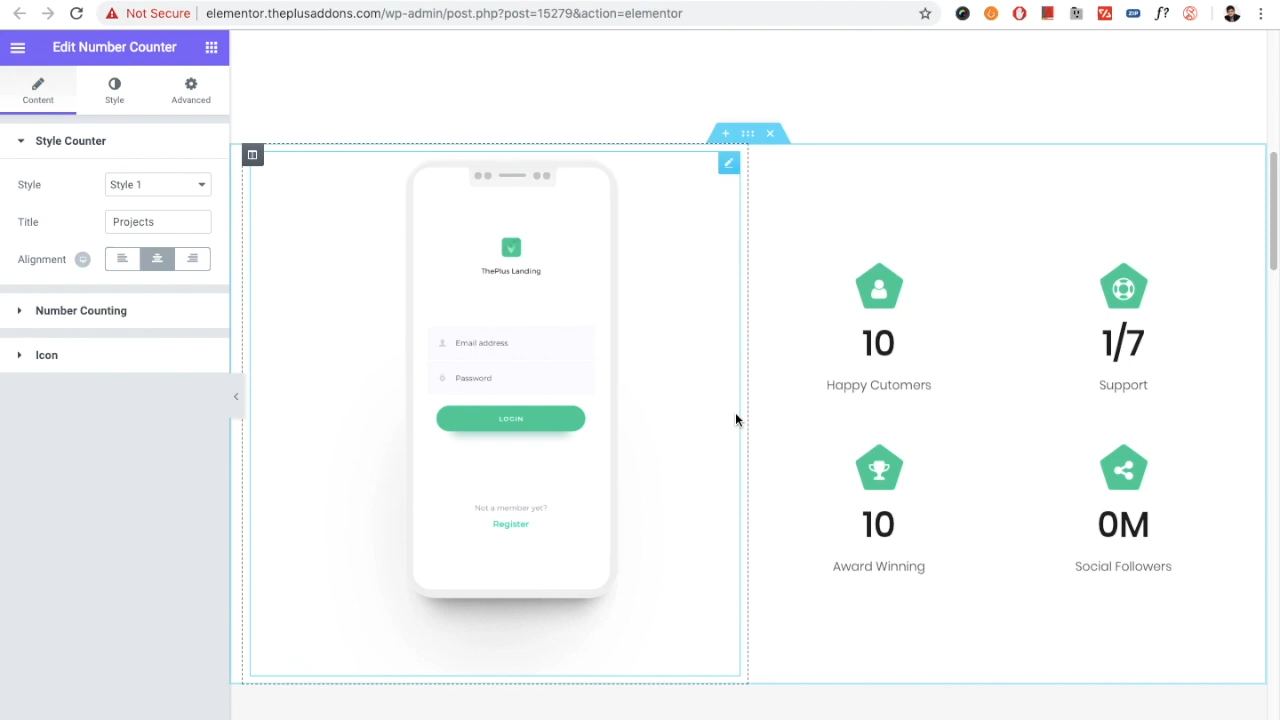 Not Secure
elementor.theplusaddons.com/wp-admin/post.php?post=15279&action=elementor
ZIP
f?
Edit Number Counter
Content
Style
Advanced
Style Counter
Style
Style 1
Title
Projects
Alignment
Number Counting
Icon
ThePlus Landing
Email address
Password
LOGIN
Not a member yet?
Register
10
Happy Cutomers
1/7
Support
10
Award Winning
0M
Social Followers